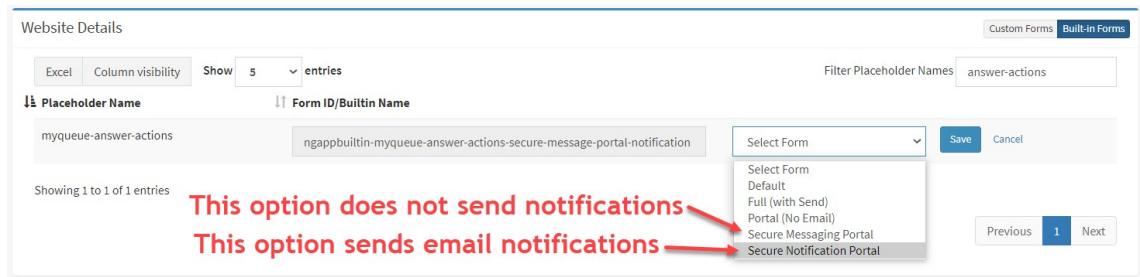 Website Details
Custom Forms Built-in Forms
Excel Column visibility Show 5 entries Filter Placeholder Names answer-actions
Placeholder Name Form ID/Builtin Name
myqueue-answer-actions ngappbuiltin-myqueue-answer-actions-secure-message-portal-notification Select Form Save Cancel
Select Form
Default
Full (with Send)
Portal (No Email)
Secure Messaging Portal
Secure Notification Portal
Showing 1 to 1 of 1 entries
This option does not send notifications
This option sends email notifications
Previous 1 Next